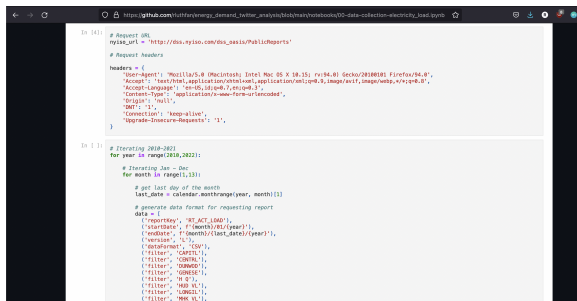 https://github.com/rluthfan/energy_demand_twitter_analysis/blob/main/notebooks/00-data-collection-electricity_load.ipynb
In [4]:
# Request URL
nyiso_url = 'http://dss.nyiso.com/dss_oasis/PublicReports'
# Request headers
headers = {
'User-Agent': 'Mozilla/5.0 (Macintosh; Intel Mac OS X 10.15; rv:94.0) Gecko/20100101 Firefox/94.0',
'Accept': 'text/html,application/xhtml+xml,application/xml;q=0.9,image/avif,image/webp,*/*;q=0.8',
'Accept-Language': 'en-US,id;q=0.7,en;q=0.3',
'Content-Type': 'application/x-www-form-urlencoded',
'Origin': 'null',
'DNT': '1',
'Connection': 'keep-alive',
'Upgrade-Insecure-Requests': '1',
}
In [ ]:
# Iterating 2010-2021
for year in range(2010,2022):
# Iterating Jan - Dec
for month in range(1,13):
# get last day of the month
last_date = calendar.monthrange(year, month)[1]
# generate data format for requesting report
data = [
('reportKey', 'RT_ACT_LOAD'),
('startDate', f'{month}/01/{year}'),
('endDate', f'{month}/{last_date}/{year}'),
('version', 'L'),
('dataFormat', 'CSV'),
('filter', 'CAPITL'),
('filter', 'CENTRL'),
('filter', 'DUNWOD'),
('filter', 'GENESE'),
('filter', 'H Q'),
('filter', 'HUD VL'),
('filter', 'LONGIL'),
('filter', 'MHK VL'),